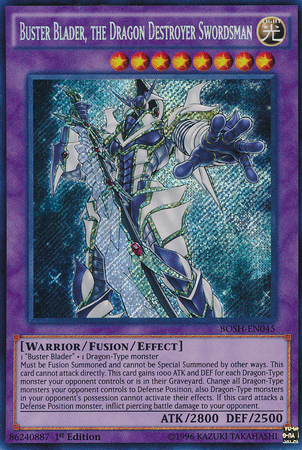 BUSTER BLADER, THE DRAGON DESTROYER SWORDSMAN
LIGHT
光
BOSH-EN045
[WARRIOR/FUSION/EFFECT]
1 "Buster Blader" + 1 Dragon-Type monster
Must be Fusion Summoned and cannot be Special Summoned by other ways. This
card cannot attack directly. This card gains 1000 ATK and DEF for each Dragon-Type
monster your opponent controls or is in their Graveyard. Change all Dragon-Type
monsters your opponent controls to Defense Position, also Dragon-Type monsters
in your opponent's possession cannot activate their effects. If this card attacks a
Defense Position monster, inflict piercing battle damage to your opponent.
ATK/2800 DEF/2500
86240887 1st Edition ©1996 KAZUKI TAKAHASHI